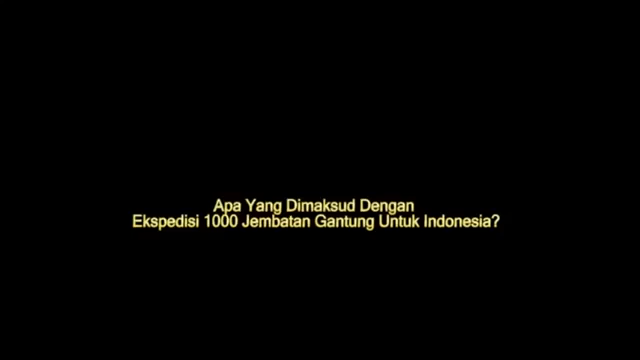 Apa Yang Dimaksud Dengan
Ekspedisi 1000 Jembatan Gantung Untuk Indonesia?